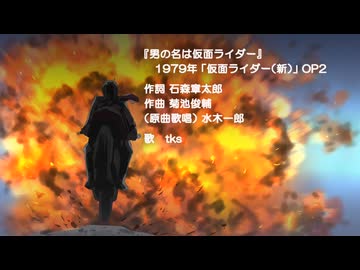 『男の名は仮面ライダー』
1979年「仮面ライダー(新)」OP2
作詞 石森章太郎
作曲 菊池俊輔
(原曲歌唱) 水木一郎
歌 tks